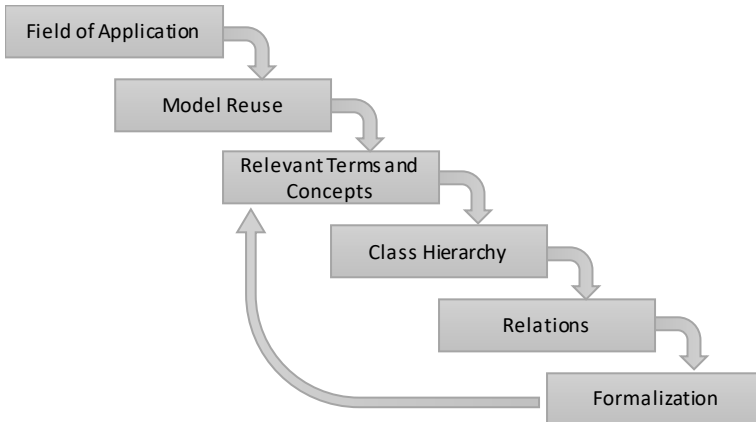 Field of Application
Model Reuse
Relevant Terms and
Concepts
Class Hierarchy
Relations
Formalization